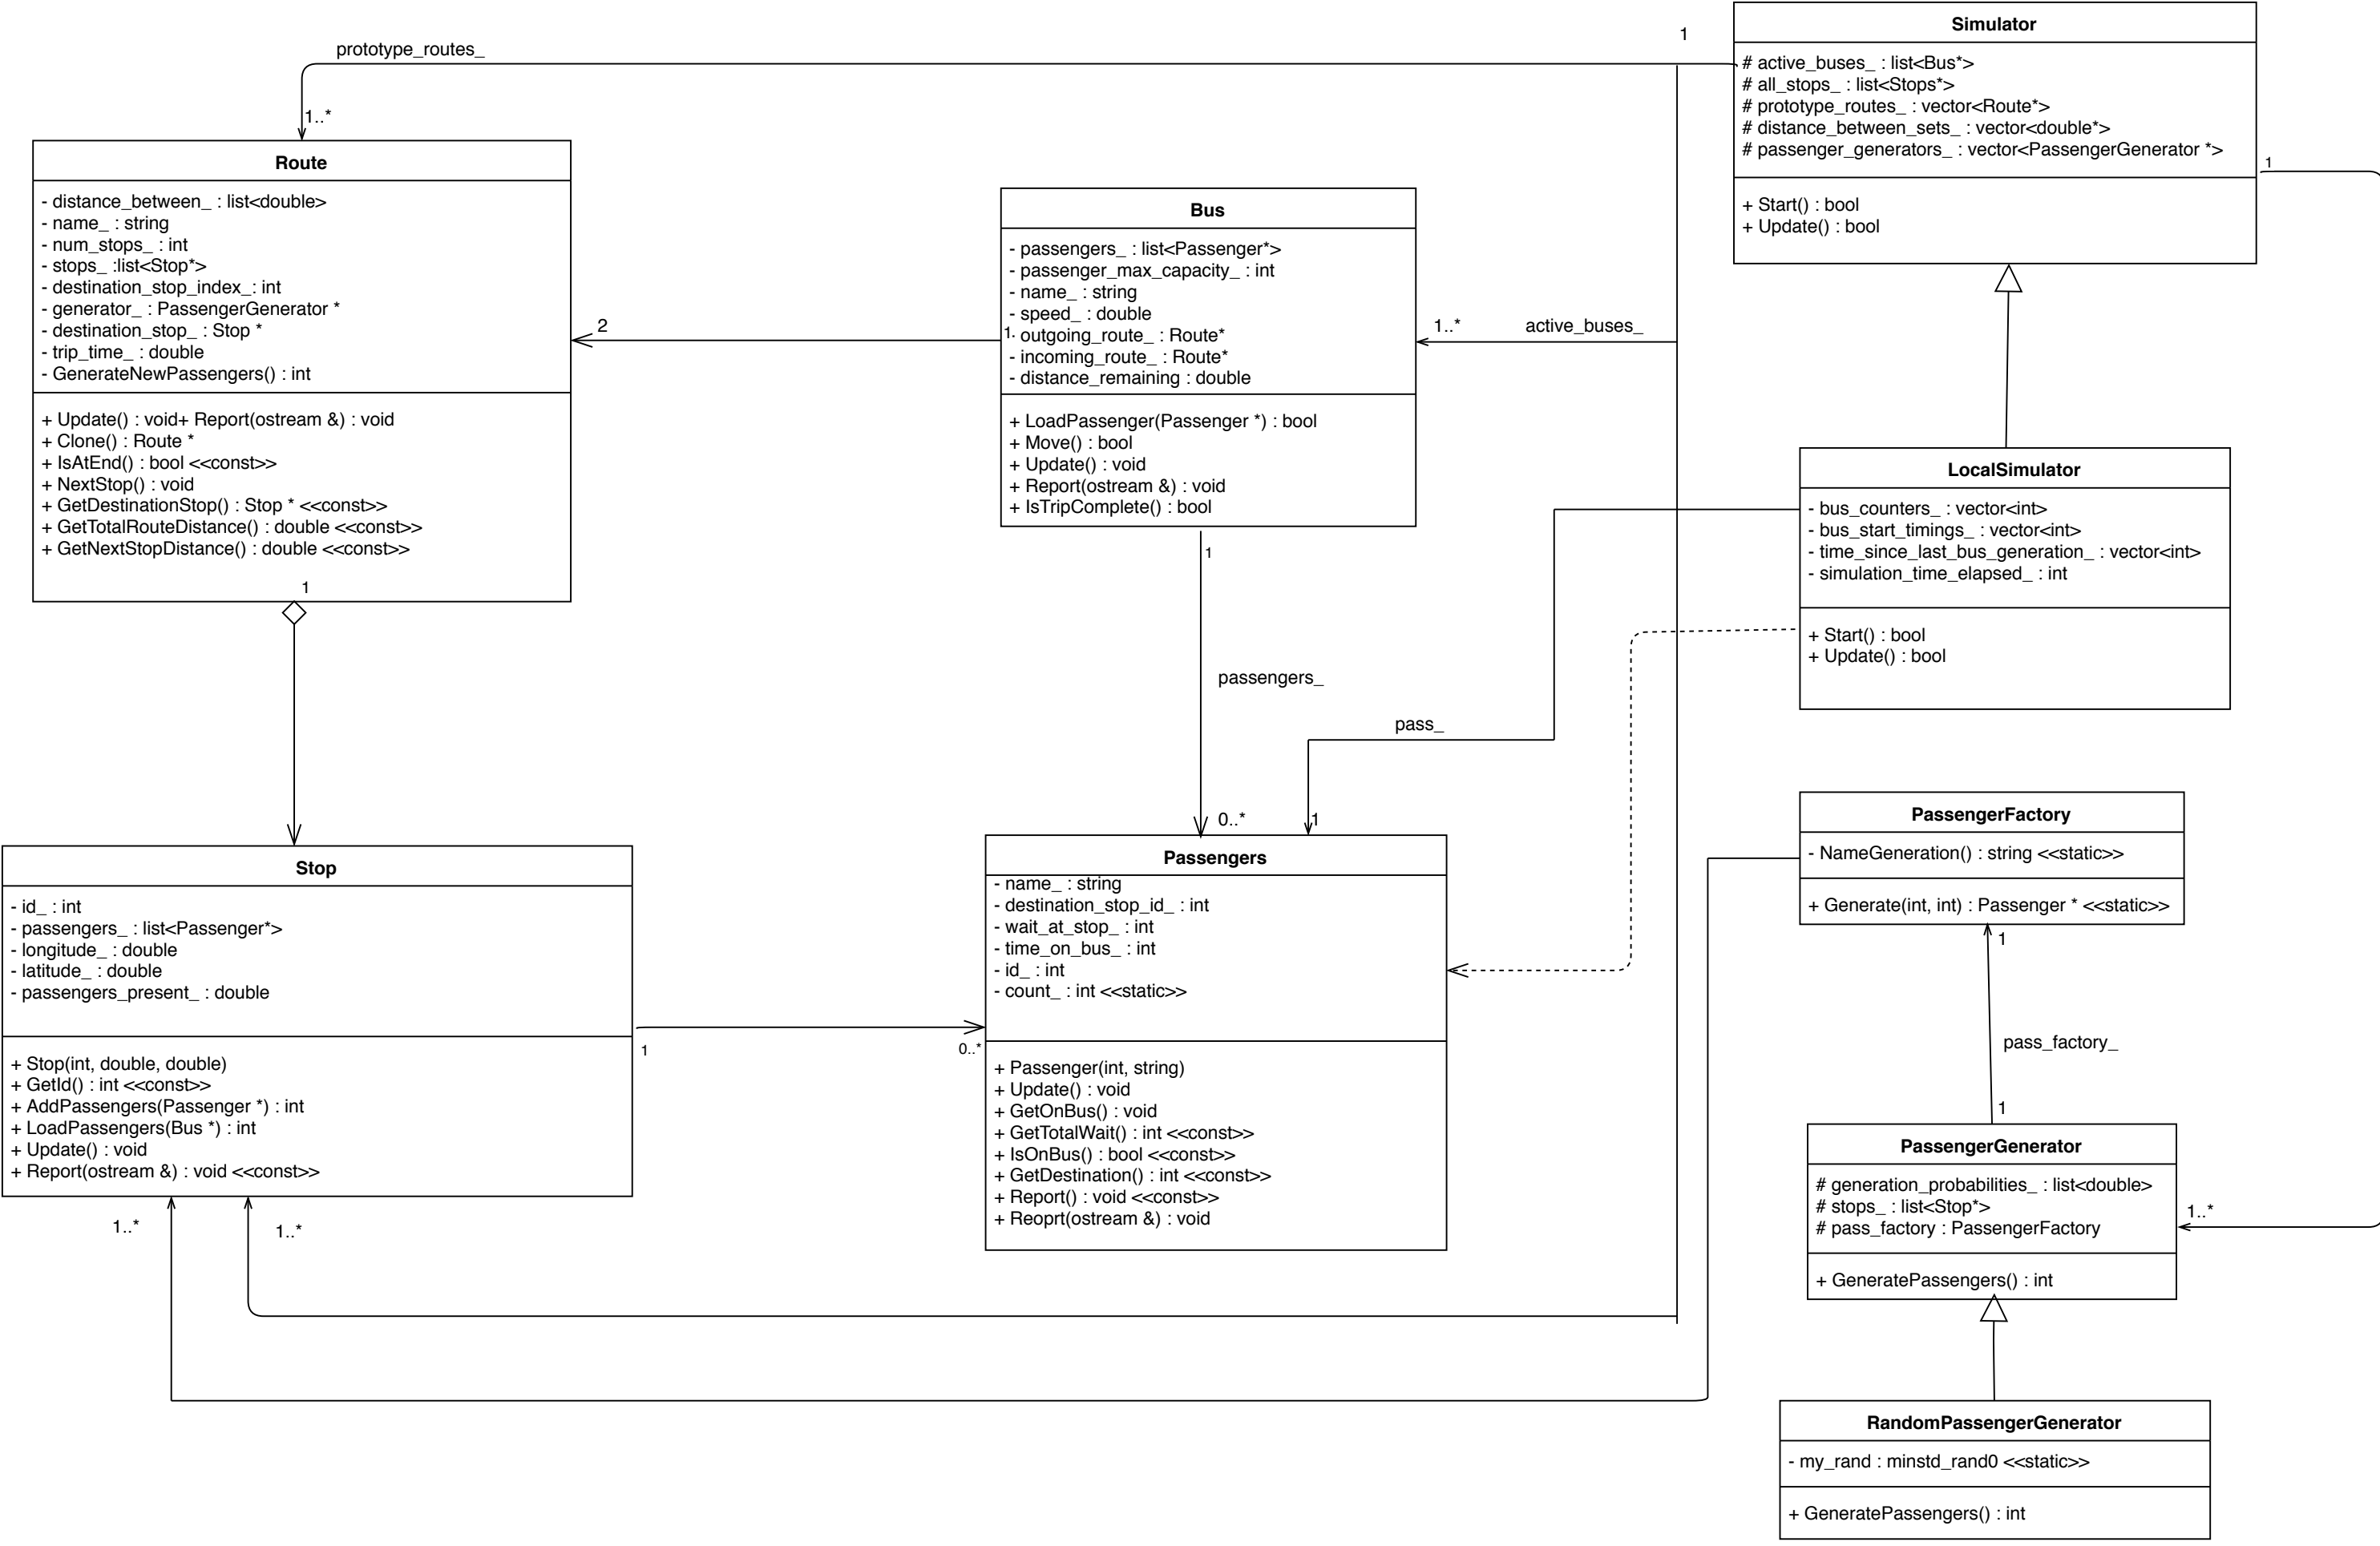 prototype_routes_
1
1..*
Simulator
# active_buses_ : list<Bus*>
# all_stops_ : list<Stops*>
# prototype_routes_ : vector<Route*>
# distance_between_sets_ : vector<double*>
# passenger_generators_ : vector<PassengerGenerator *>
+ Start() : bool
+ Update() : bool
1
Route
- distance_between_ : list<double>
- name_ : string
- num_stops_ : int
- stops_ :list<Stop*>
- destination_stop_index_: int
- generator_ : PassengerGenerator *
- destination_stop_ : Stop *
- trip_time_ : double
- GenerateNewPassengers() : int
+ Update() : void+ Report(ostream &) : void
+ Clone() : Route *
+ IsAtEnd() : bool <<const>>
+ NextStop() : void
+ GetDestinationStop() : Stop * <<const>>
+ GetTotalRouteDistance() : double <<const>>
+ GetNextStopDistance() : double <<const>>
1
2
Bus
- passengers_ : list<Passenger*>
- passenger_max_capacity_ : int
- name_ : string
- speed_ : double
1
- outgoing_route_ : Route*
- incoming_route_ : Route*
- distance_remaining : double
+ LoadPassenger(Passenger *) : bool
+ Move() : bool
+ Update() : void
+ Report(ostream &) : void
+ IsTripComplete() : bool
1
1..*
active_buses_
LocalSimulator
- bus_counters_ : vector<int>
- bus_start_timings_ : vector<int>
- time_since_last_bus_generation_ : vector<int>
- simulation_time_elapsed_ : int
+ Start() : bool
+ Update() : bool
passengers_
pass_
0..*
1
Stop
- id_ : int
- passengers_ : list<Passenger*>
- longitude_ : double
- latitude_ : double
- passengers_present_ : double
+ Stop(int, double, double)
+ GetId() : int <<const>>
+ AddPassengers(Passenger *) : int
+ LoadPassengers(Bus *) : int
+ Update() : void
+ Report(ostream &) : void <<const>>
1
0..*
1..*
1..*
Passengers
- name_ : string
- destination_stop_id_ : int
- wait_at_stop_ : int
- time_on_bus_ : int
- id_ : int
- count_ : int <<static>>
+ Passenger(int, string)
+ Update() : void
+ GetOnBus() : void
+ GetTotalWait() : int <<const>>
+ IsOnBus() : bool <<const>>
+ GetDestination() : int <<const>>
+ Report() : void <<const>>
+ Reoprt(ostream &) : void
PassengerFactory
- NameGeneration() : string <<static>>
+ Generate(int, int) : Passenger * <<static>>
1
pass_factory_
1
PassengerGenerator
# generation_probabilities_ : list<double>
# stops_ : list<Stop*>
# pass_factory : PassengerFactory
+ GeneratePassengers() : int
1..*
RandomPassengerGenerator
- my_rand : minstd_rand0 <<static>>
+ GeneratePassengers() : int